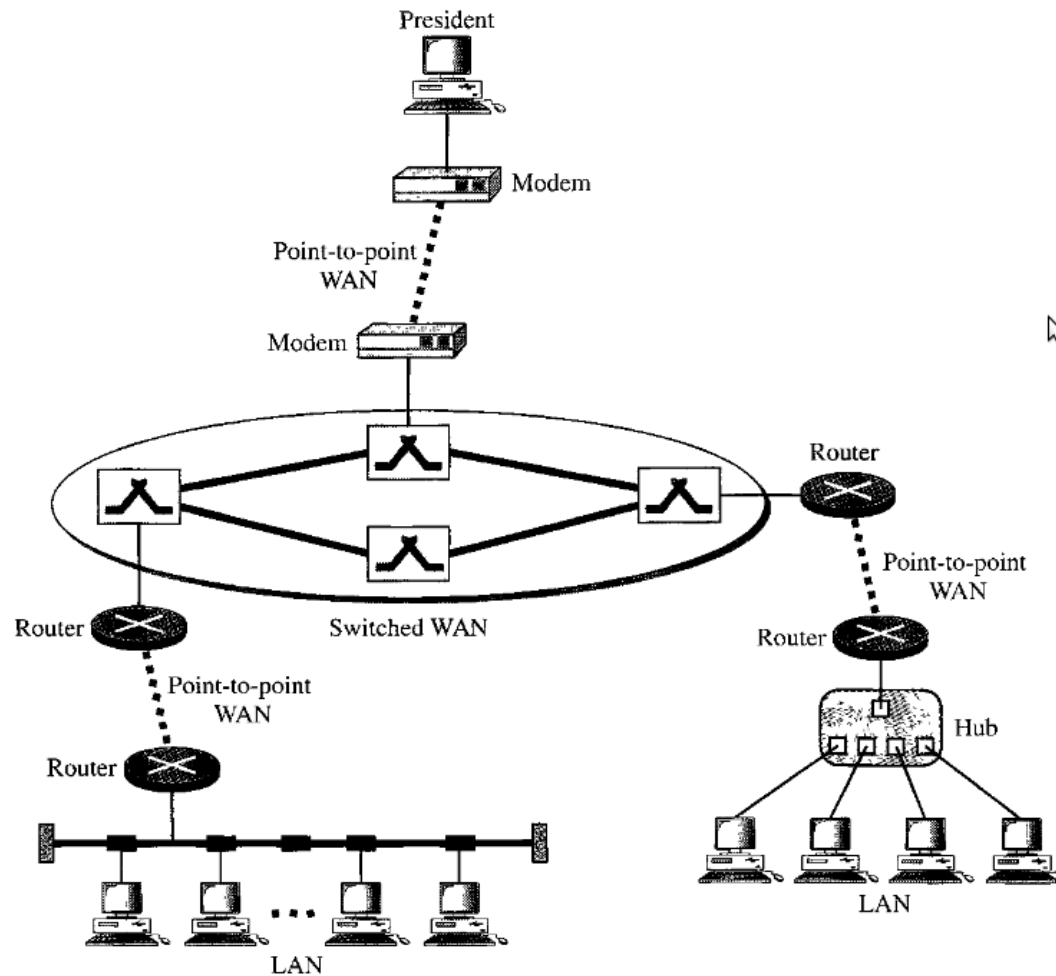 President
Modem
Point-to-point
WAN
Modem
Router
Point-to-point
WAN
Router
Switched WAN
Router
Point-to-point
WAN
Hub
Router
LAN
LAN